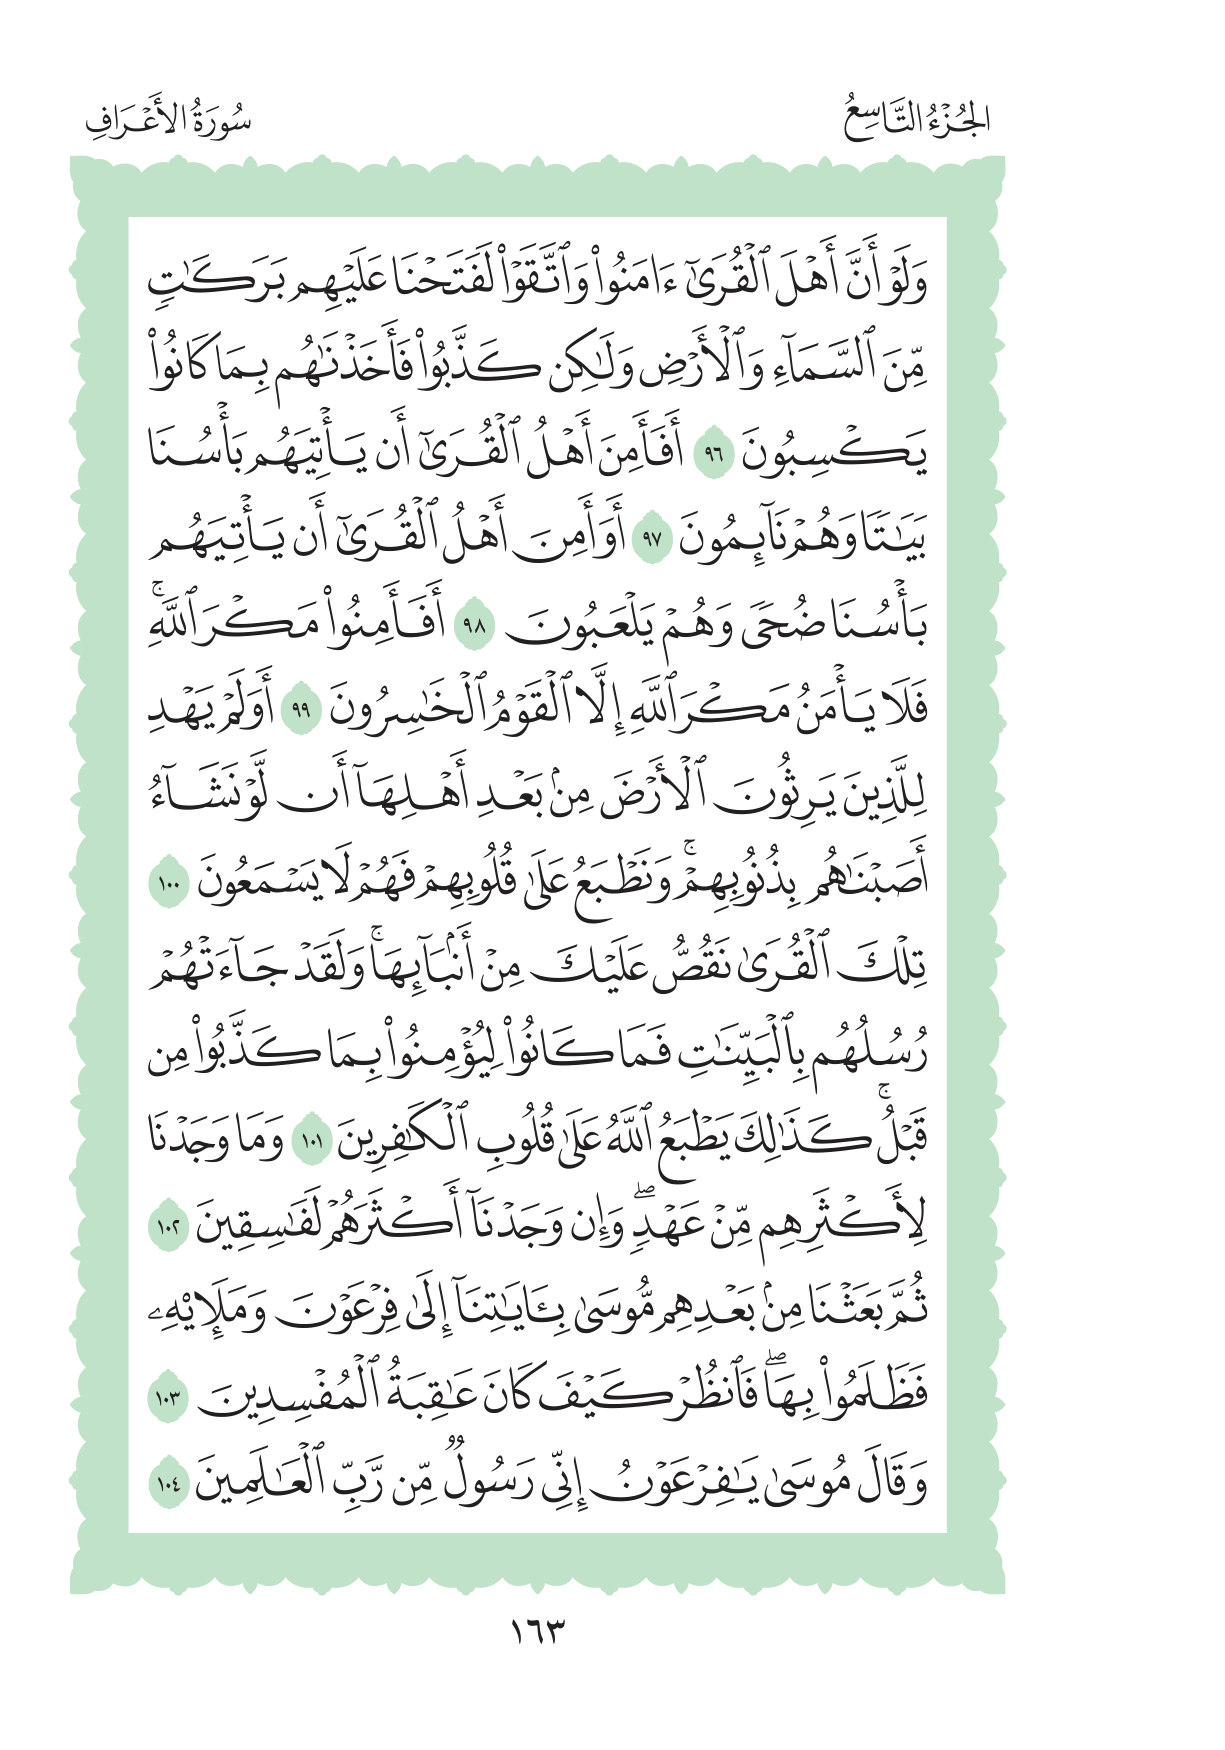 الجُزْءُ التَّاسِعُ
سُورَةُ الأَعْرَافِ
وَلَوْ أَنَّ أَهْلَ ٱلْقُرَىٰٓ ءَامَنُوا۟ وَٱتَّقَوْا۟ لَفَتَحْنَا عَلَيْهِم بَرَكَـٰتٍ
مِّنَ ٱلسَّمَآءِ وَٱلْأَرْضِ وَلَـٰكِن كَذَّبُوا۟ فَأَخَذْنَـٰهُم بِمَا كَانُوا۟
يَكْسِبُونَ ٩٦ أَفَأَمِنَ أَهْلُ ٱلْقُرَىٰٓ أَن يَأْتِيَهُم بَأْسُنَا
بَيَـٰتًا وَهُمْ نَآئِمُونَ ٩٧ أَوَأَمِنَ أَهْلُ ٱلْقُرَىٰٓ أَن يَأْتِيَهُم
بَأْسُنَا ضُحًى وَهُمْ يَلْعَبُونَ ٩٨ أَفَأَمِنُوا۟ مَكْرَ ٱللَّهِۚ
فَلَا يَأْمَنُ مَكْرَ ٱللَّهِ إِلَّا ٱلْقَوْمُ ٱلْخَـٰسِرُونَ ٩٩ أَوَلَمْ يَهْدِ
لِلَّذِينَ يَرِثُونَ ٱلْأَرْضَ مِنۢ بَعْدِ أَهْلِهَآ أَن لَّوْ نَشَآءُ
أَصَبْنَـٰهُم بِذُنُوبِهِمْۚ وَنَطْبَعُ عَلَىٰ قُلُوبِهِمْ فَهُمْ لَا يَسْمَعُونَ ١٠٠
تِلْكَ ٱلْقُرَىٰ نَقُصُّ عَلَيْكَ مِنْ أَنۢبَآئِهَاۚ وَلَقَدْ جَآءَتْهُمْ
رُسُلُهُم بِٱلْبَيِّنَـٰتِ فَمَا كَانُوا۟ لِيُؤْمِنُوا۟ بِمَا كَذَّبُوا۟ مِن
قَبْلُۚ كَذَٰلِكَ يَطْبَعُ ٱللَّهُ عَلَىٰ قُلُوبِ ٱلْكَـٰفِرِينَ ١٠١ وَمَا وَجَدْنَا
لِأَكْثَرِهِم مِّنْ عَهْدٍۖ وَإِن وَجَدْنَآ أَكْثَرَهُمْ لَفَـٰسِقِينَ ١٠٢
ثُمَّ بَعَثْنَا مِنۢ بَعْدِهِم مُّوسَىٰ بِـَٔايَـٰتِنَآ إِلَىٰ فِرْعَوْنَ وَمَلَإِي۟هِۦ
فَظَلَمُوا۟ بِهَاۖ فَٱنظُرْ كَيْفَ كَانَ عَـٰقِبَةُ ٱلْمُفْسِدِينَ ١٠٣
وَقَالَ مُوسَىٰ يَـٰفِرْعَوْنُ إِنِّى رَسُولٌ مِّن رَّبِّ ٱلْعَـٰلَمِينَ ١٠٤
١٦٣